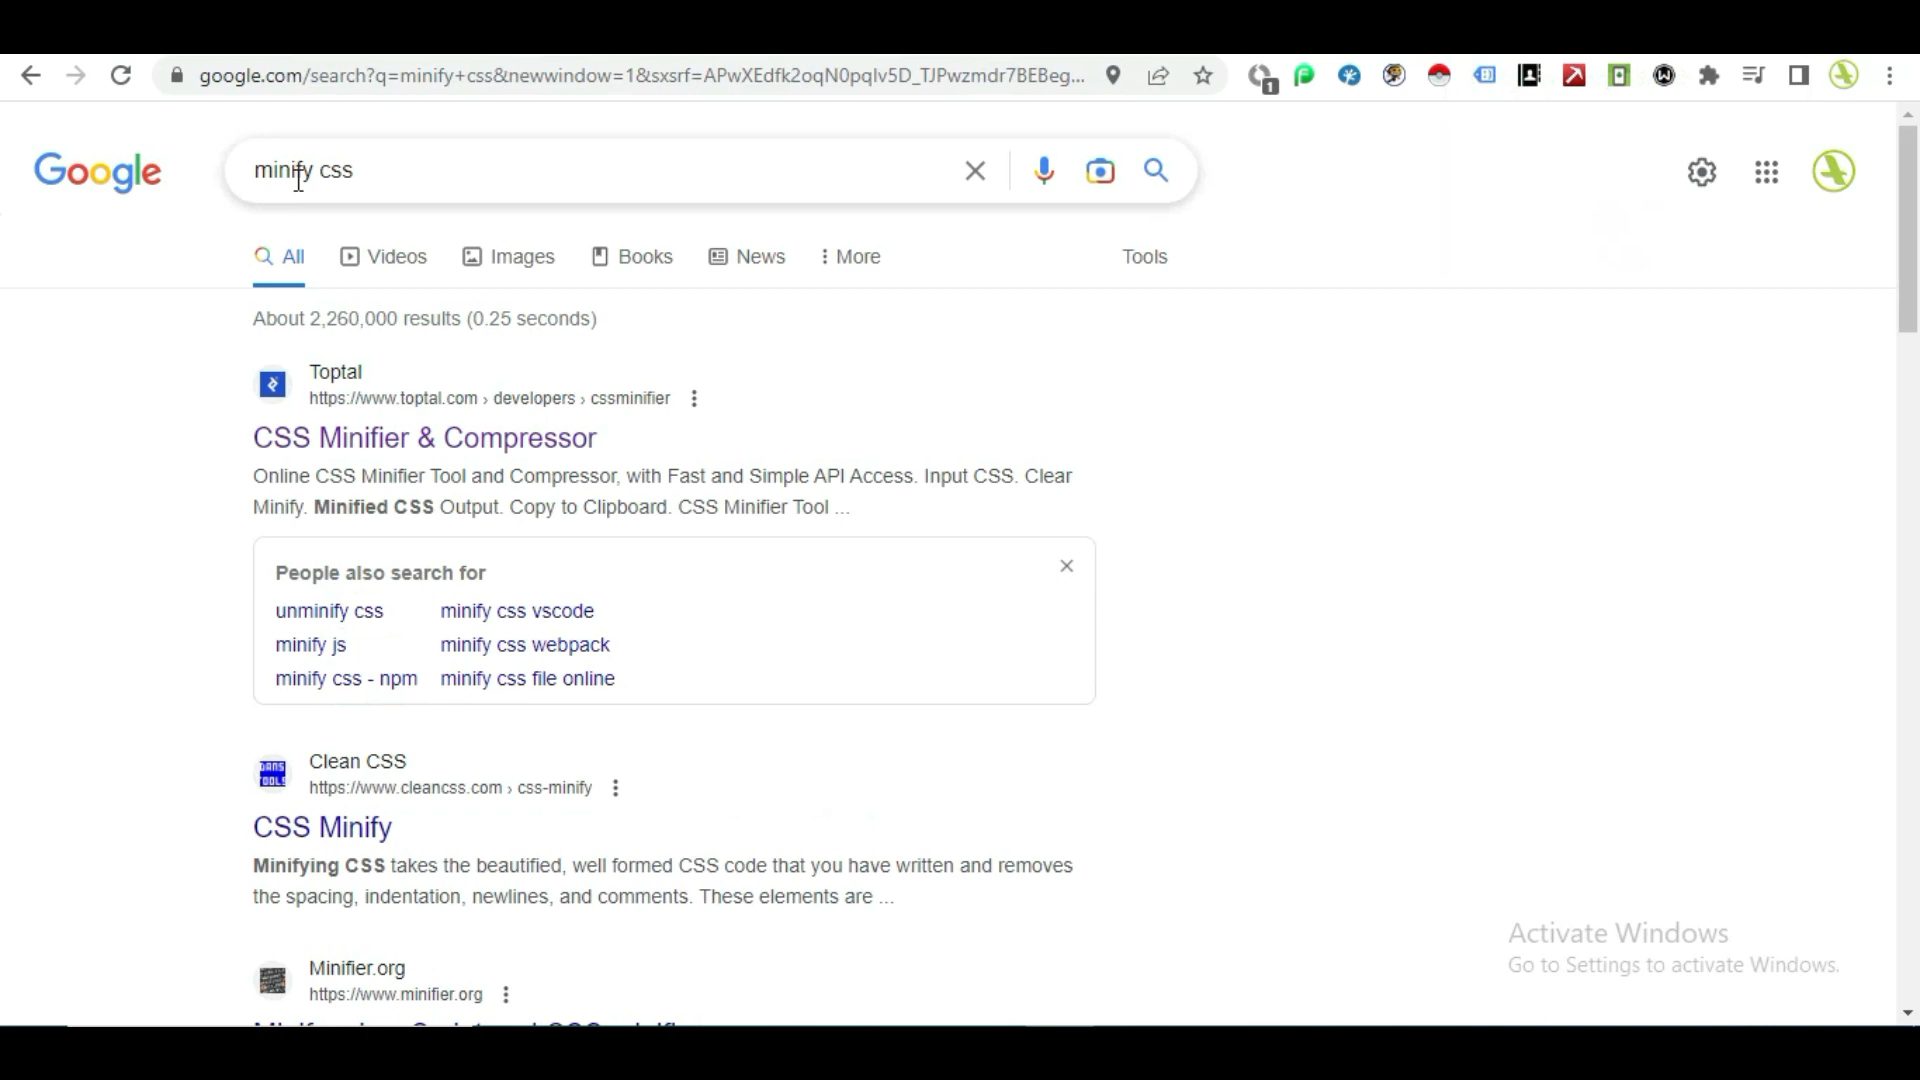 google.com/search?q=minify+css&newwindow=1&sxsrf=APwXEdfk2oqN0pqIv5D_TJPwzmdr7BEBeg...
1
Google
minify css
All
Videos
Images
Books
News
More
Tools
About 2,260,000 results (0.25 seconds)
Toptal
https://www.toptal.com › developers › cssminifier
CSS Minifier & Compressor
Online CSS Minifier Tool and Compressor, with Fast and Simple API Access. Input CSS. Clear
Minify. Minified CSS Output. Copy to Clipboard. CSS Minifier Tool ...
People also search for
unminify css
minify css vscode
minify js
minify css webpack
minify css - npm
minify css file online
Clean CSS
https://www.cleancss.com › css-minify
CSS Minify
Minifying CSS takes the beautified, well formed CSS code that you have written and removes
the spacing, indentation, newlines, and comments. These elements are ...
Minifier.org
https://www.minifier.org
Activate Windows
Go to Settings to activate Windows.